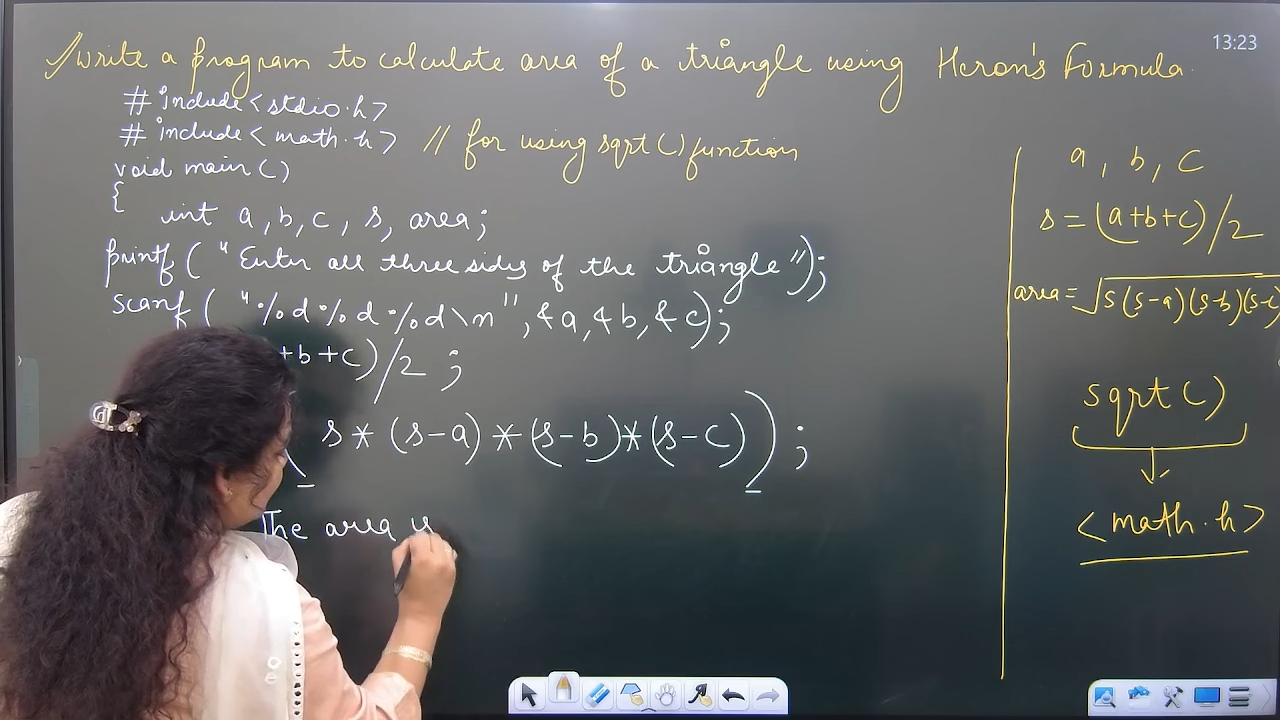 write a program to calculate area of a triangle using Heron's Formula.
13:23
# include <stdio.h>
# include <math.h> // for using sqrt() function
void main()
{
int a, b, c, s, area;
printf("Enter all three sides of the triangle");
scanf("%d %d %d\n", &a, &b, &c);
+b+c)/2 ;
s * (s-a) * (s-b) * (s-c) ) ;
The area is
a, b, c
s = (a+b+c)/2
area = √s(s-a)(s-b)(s-c)
sqrt()
<math.h>